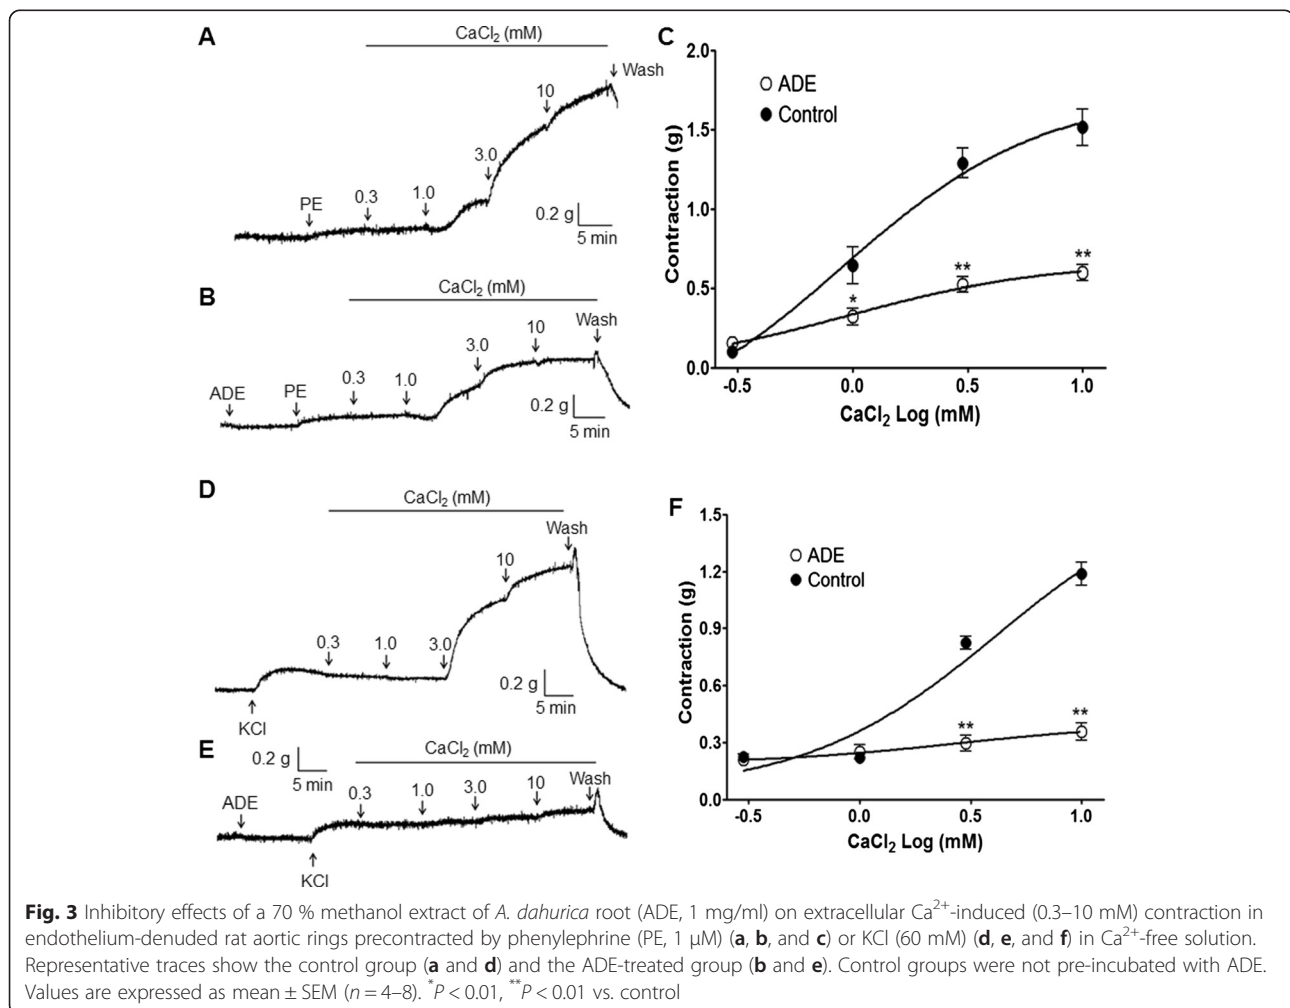 A
CaCl₂ (mM)
Wash
10
3.0
1.0
0.3
PE
0.2 g
5 min
B
CaCl₂ (mM)
Wash
10
3.0
1.0
0.3
PE
ADE
0.2 g
5 min
C
2.0
1.5
1.0
0.5
0.0
Contraction (g)
ADE
Control
*
**
**
-0.5 0.0 0.5 1.0
CaCl₂ Log (mM)
D
CaCl₂ (mM)
Wash
10
3.0
1.0
0.3
KCl
0.2 g
5 min
E
0.2 g
5 min
CaCl₂ (mM)
Wash
10
3.0
1.0
0.3
ADE
KCl
F
1.5
1.2
0.9
0.6
0.3
0.0
Contraction (g)
ADE
Control
**
**
-0.5 0.0 0.5 1.0
CaCl₂ Log (mM)
Fig. 3 Inhibitory effects of a 70 % methanol extract of A. dahurica root (ADE, 1 mg/ml) on extracellular Ca²⁺-induced (0.3–10 mM) contraction in
endothelium-denuded rat aortic rings precontracted by phenylephrine (PE, 1 μM) (a, b, and c) or KCl (60 mM) (d, e, and f) in Ca²⁺-free solution.
Representative traces show the control group (a and d) and the ADE-treated group (b and e). Control groups were not pre-incubated with ADE.
Values are expressed as mean ± SEM (n = 4–8). *P < 0.01, **P < 0.01 vs. control